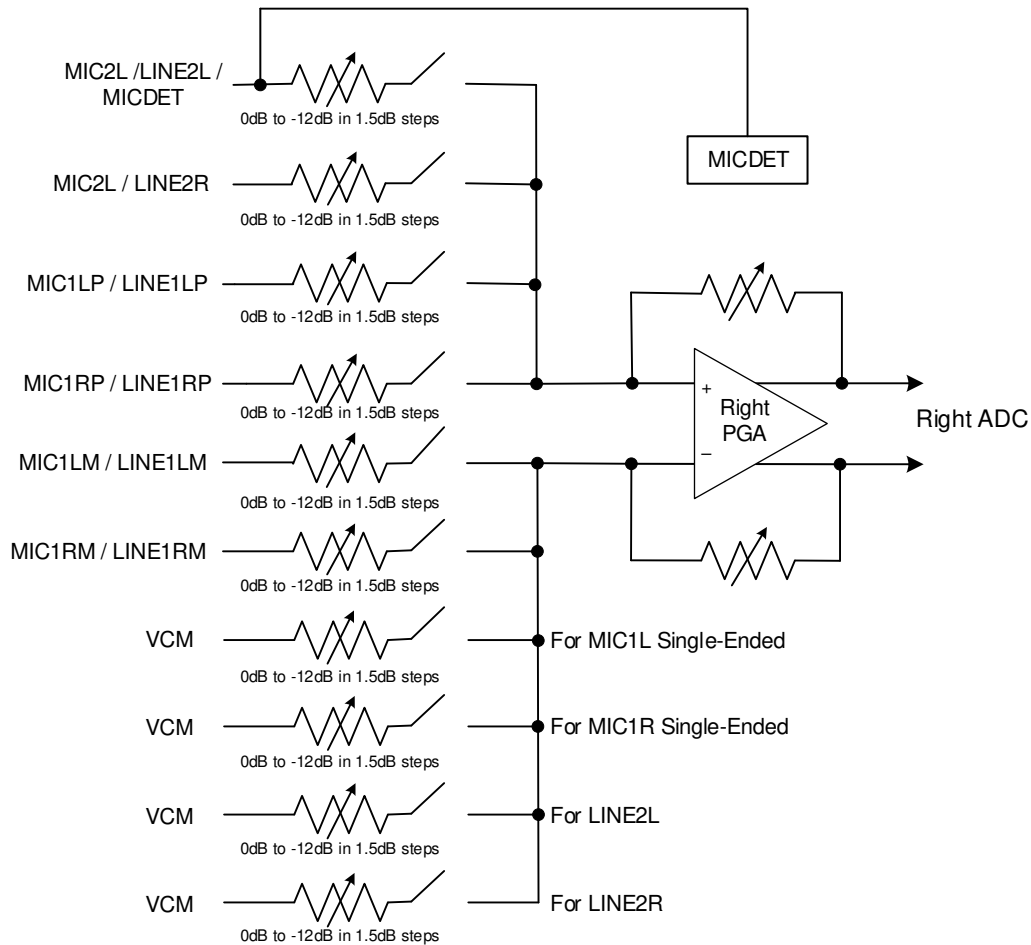 MIC2L /LINE2L /
MICDET
0dB to -12dB in 1.5dB steps
MICDET
MIC2L / LINE2R
0dB to -12dB in 1.5dB steps
MIC1LP / LINE1LP
0dB to -12dB in 1.5dB steps
MIC1RP / LINE1RP
0dB to -12dB in 1.5dB steps
+
Right
PGA
–
Right ADC
MIC1LM / LINE1LM
0dB to -12dB in 1.5dB steps
MIC1RM / LINE1RM
0dB to -12dB in 1.5dB steps
VCM
For MIC1L Single-Ended
0dB to -12dB in 1.5dB steps
VCM
For MIC1R Single-Ended
0dB to -12dB in 1.5dB steps
VCM
For LINE2L
0dB to -12dB in 1.5dB steps
VCM
For LINE2R
0dB to -12dB in 1.5dB steps